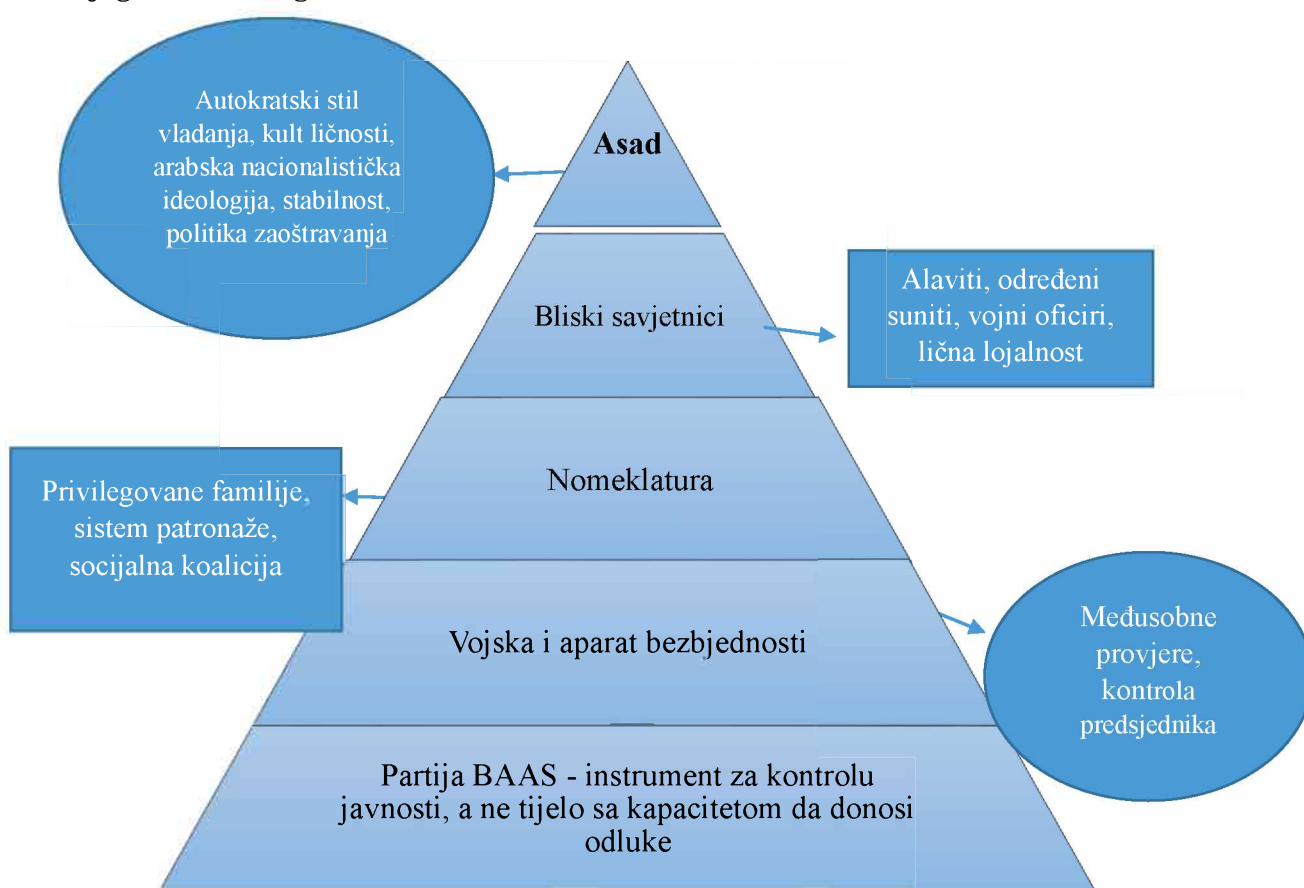 Autokratski stil
vladanja, kult ličnosti,
arabska nacionalistička
ideologija, stabilnost,
politika zaoštravanja
Asad
Bliski savjetnici
Alaviti, određeni
suniti, vojni oficiri,
lična lojalnost
Nomeklatura
Privilegovane familije,
sistem patronaže,
socijalna koalicija
Vojska i aparat bezbjednosti
Međusobne
provjere,
kontrola
predsjednika
Partija BAAS - instrument za kontrolu
javnosti, a ne tijelo sa kapacitetom da donosi
odluke